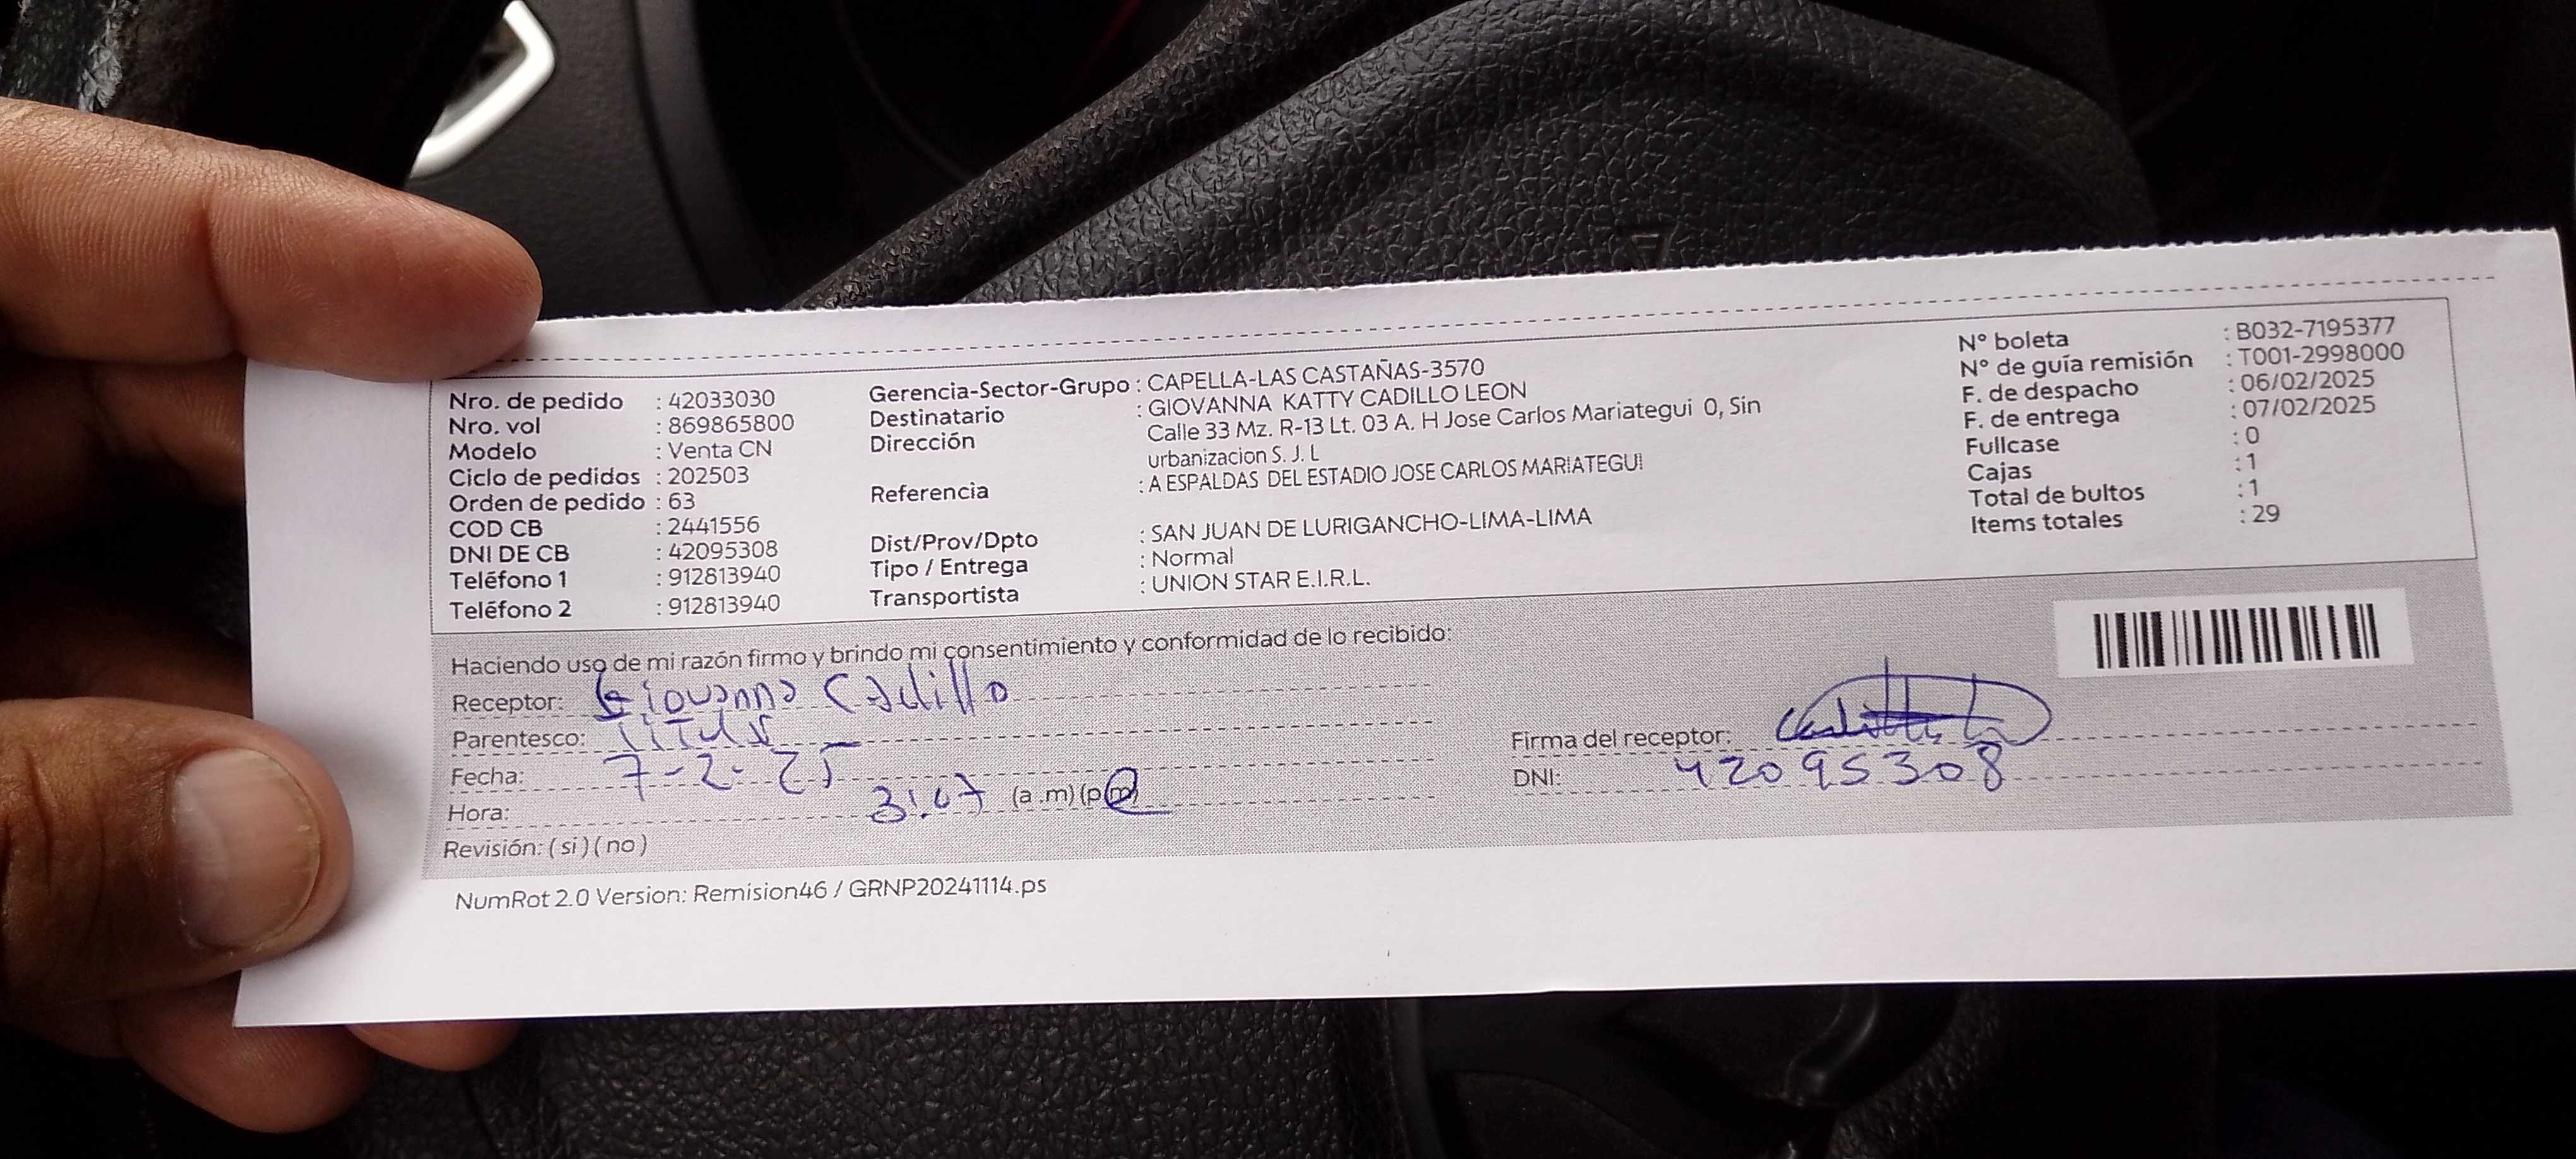 Nro. de pedido : 42033030
Nro. vol : 869865800
Modelo : Venta CN
Ciclo de pedidos : 202503
Orden de pedido : 63
COD CB : 2441556
DNI DE CB : 42095308
Teléfono 1 : 912813940
Teléfono 2 : 912813940
Gerencia-Sector-Grupo : CAPELLA-LAS CASTAÑAS-3570
Destinatario : GIOVANNA KATTY CADILLO LEON
Dirección Calle 33 Mz. R-13 Lt. 03 A. H Jose Carlos Mariategui 0, Sin
urbanizacion S. J. L
Referencia : A ESPALDAS DEL ESTADIO JOSE CARLOS MARIATEGUI
Dist/Prov/Dpto : SAN JUAN DE LURIGANCHO-LIMA-LIMA
Tipo / Entrega : Normal
Transportista : UNION STAR E.I.R.L.
N° boleta : B032-7195377
N° de guía remisión : T001-2998000
F. de despacho : 06/02/2025
F. de entrega : 07/02/2025
Fullcase : 0
Cajas : 1
Total de bultos : 1
Items totales : 29
Haciendo uso de mi razón firmo y brindo mi consentimiento y conformidad de lo recibido:
Receptor: Giovanna Cadillo
Parentesco:
Fecha: 7-2-25
Hora: 3:07 (a.m) (p.m)
Revisión: ( si ) ( no )
Firma del receptor:
DNI: 42095308
NumRot 2.0 Version: Remision46 / GRNP20241114.ps